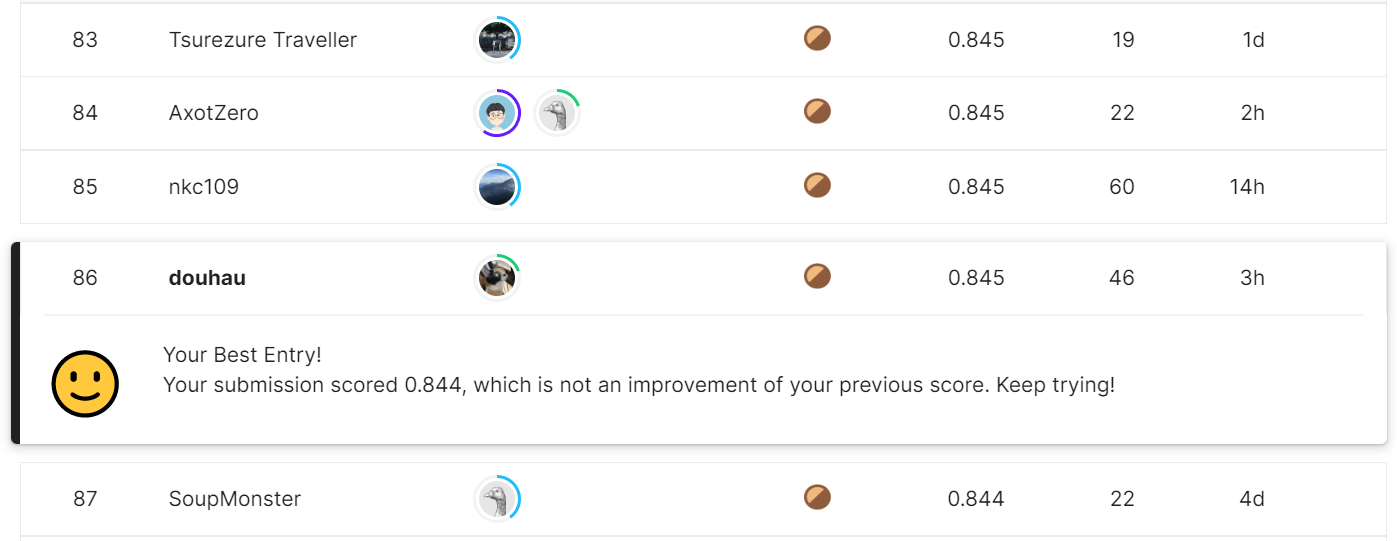 83 Tsurezure Traveller 0.845 19 1d
84 AxotZero 0.845 22 2h
85 nkc109 0.845 60 14h
86 douhau 0.845 46 3h
Your Best Entry!
Your submission scored 0.844, which is not an improvement of your previous score. Keep trying!
87 SoupMonster 0.844 22 4d